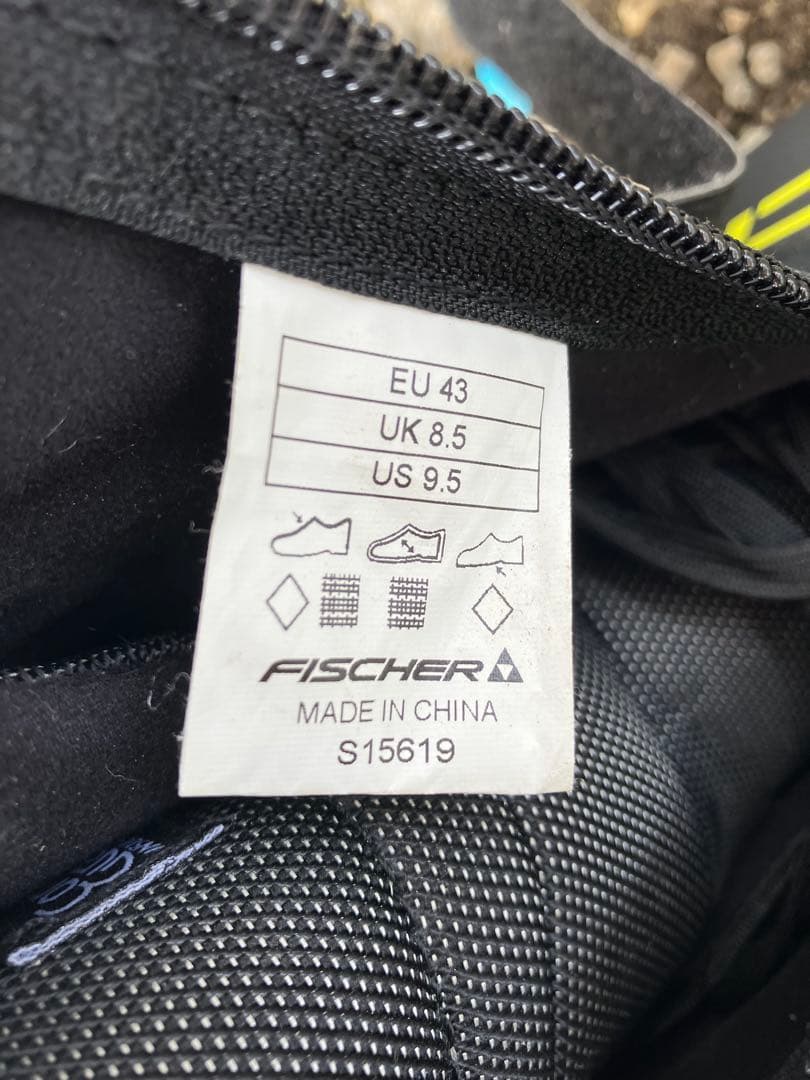 EU 43
UK 8.5
US 9.5
FISCHER
MADE IN CHINA
S15619